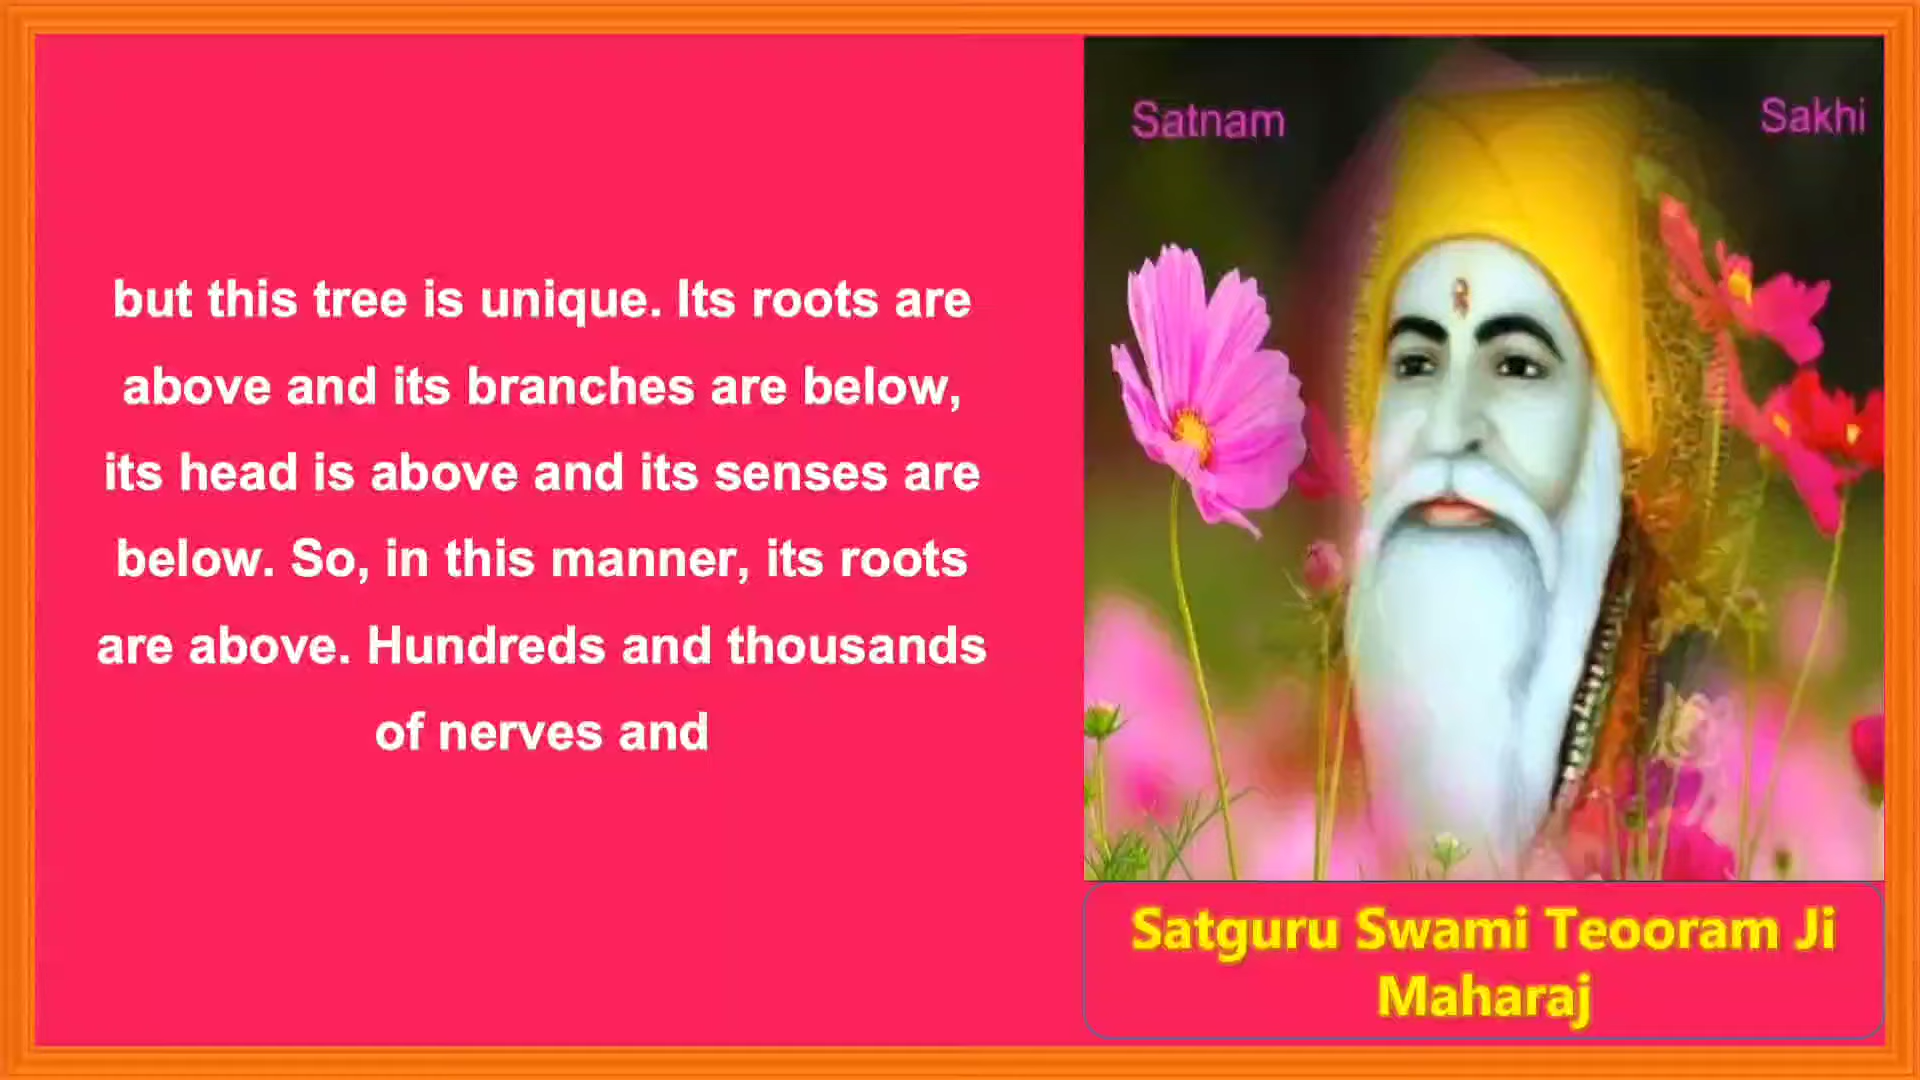 but this tree is unique. Its roots are
above and its branches are below,
its head is above and its senses are
below. So, in this manner, its roots
are above. Hundreds and thousands
of nerves and
Satnam
Sakhi
Satguru Swami Teooram Ji
Maharaj